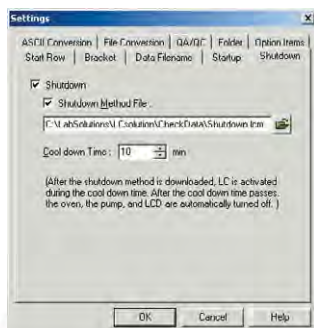 Settings
ASCII Conversion File Conversion QA/QC Folder Option Items
Start Row Bracket Data Filename Startup Shutdown
Shutdown
Shutdown Method File :
C:\LabSolutions\LCsolution\CheckData\Shutdown.lcm
Cool down Time : 10 min
(After the shutdown method is downloaded, LC is activated
during the cool down time. After the cool down time passes,
the oven, the pump, and LCD are automatically turned off. )
OK Cancel Help